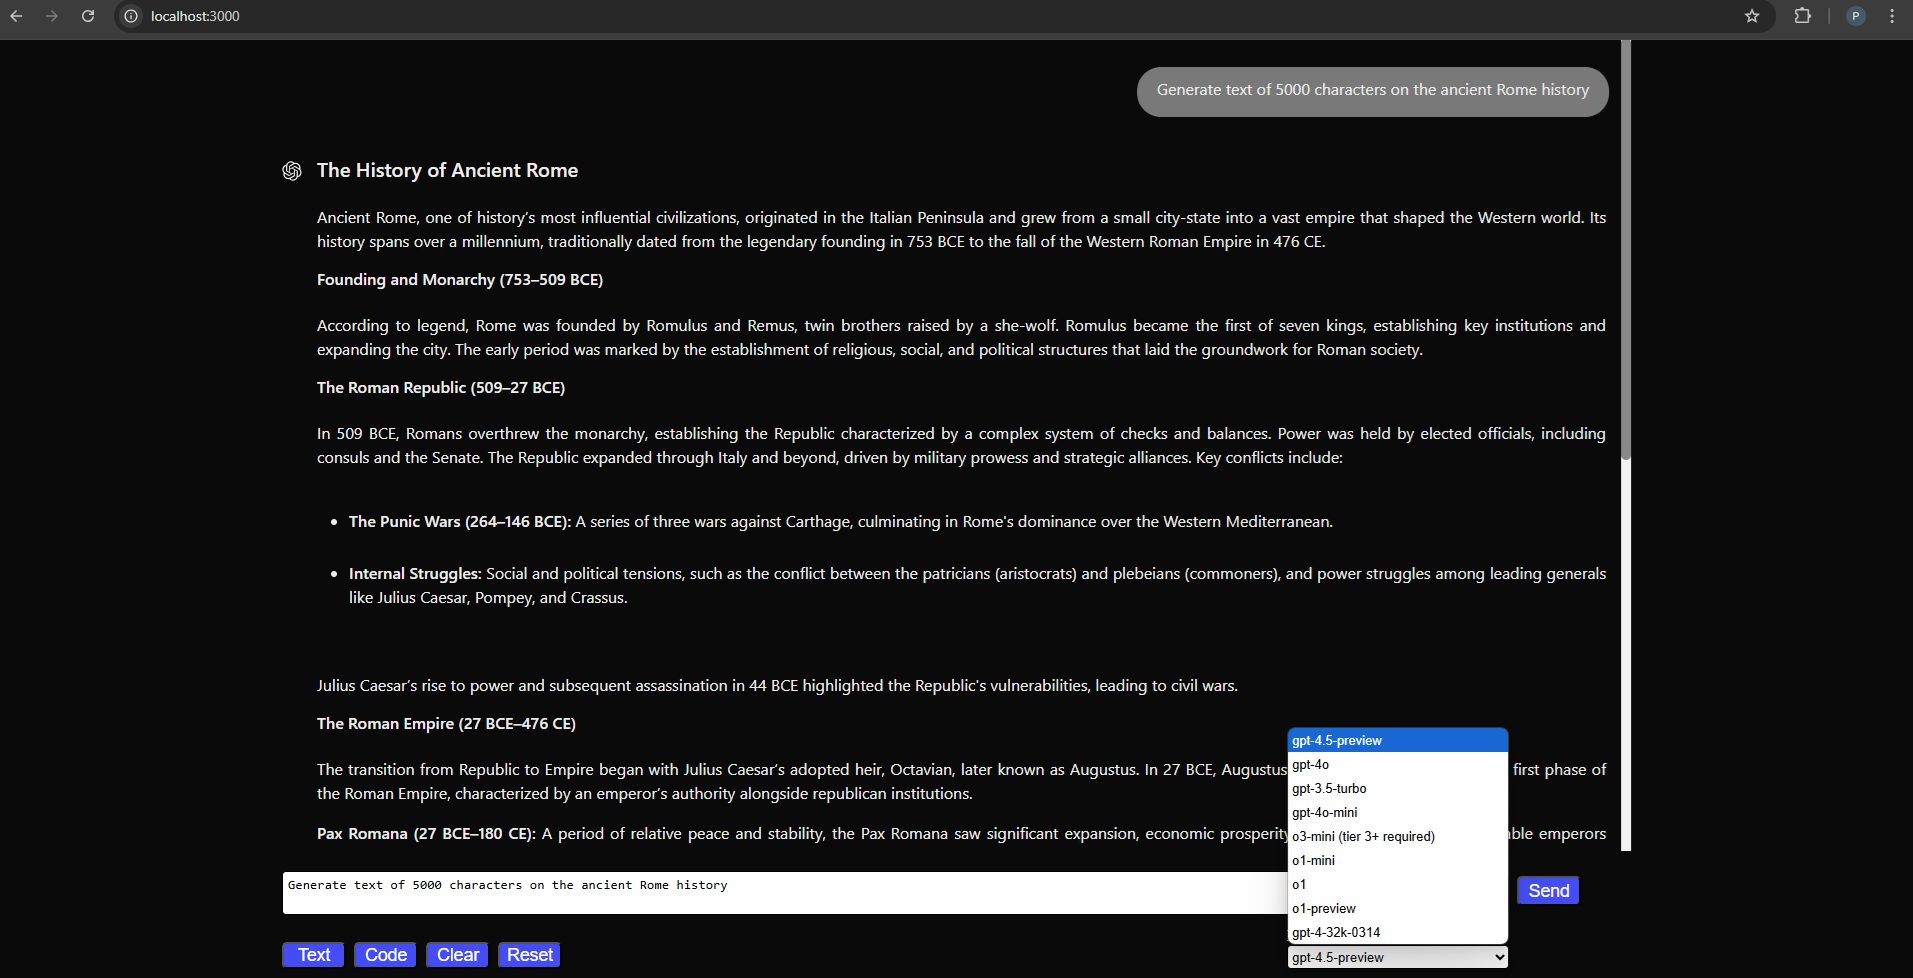 localhost:3000
P
Generate text of 5000 characters on the ancient Rome history
The History of Ancient Rome
Ancient Rome, one of history’s most influential civilizations, originated in the Italian Peninsula and grew from a small city-state into a vast empire that shaped the Western world. Its
history spans over a millennium, traditionally dated from the legendary founding in 753 BCE to the fall of the Western Roman Empire in 476 CE.
Founding and Monarchy (753–509 BCE)
According to legend, Rome was founded by Romulus and Remus, twin brothers raised by a she-wolf. Romulus became the first of seven kings, establishing key institutions and
expanding the city. The early period was marked by the establishment of religious, social, and political structures that laid the groundwork for Roman society.
The Roman Republic (509–27 BCE)
In 509 BCE, Romans overthrew the monarchy, establishing the Republic characterized by a complex system of checks and balances. Power was held by elected officials, including
consuls and the Senate. The Republic expanded through Italy and beyond, driven by military prowess and strategic alliances. Key conflicts include:
• The Punic Wars (264–146 BCE): A series of three wars against Carthage, culminating in Rome's dominance over the Western Mediterranean.
• Internal Struggles: Social and political tensions, such as the conflict between the patricians (aristocrats) and plebeians (commoners), and power struggles among leading generals
like Julius Caesar, Pompey, and Crassus.
Julius Caesar’s rise to power and subsequent assassination in 44 BCE highlighted the Republic's vulnerabilities, leading to civil wars.
The Roman Empire (27 BCE–476 CE)
The transition from Republic to Empire began with Julius Caesar’s adopted heir, Octavian, later known as Augustus. In 27 BCE, Augustus first phase of
the Roman Empire, characterized by an emperor’s authority alongside republican institutions.
Pax Romana (27 BCE–180 CE): A period of relative peace and stability, the Pax Romana saw significant expansion, economic prosperity emperors
gpt-4.5-preview
gpt-4o
gpt-3.5-turbo
gpt-4o-mini
o3-mini (tier 3+ required)
o1-mini
o1
o1-preview
gpt-4-32k-0314
Generate text of 5000 characters on the ancient Rome history
Send
Text
Code
Clear
Reset
gpt-4.5-preview